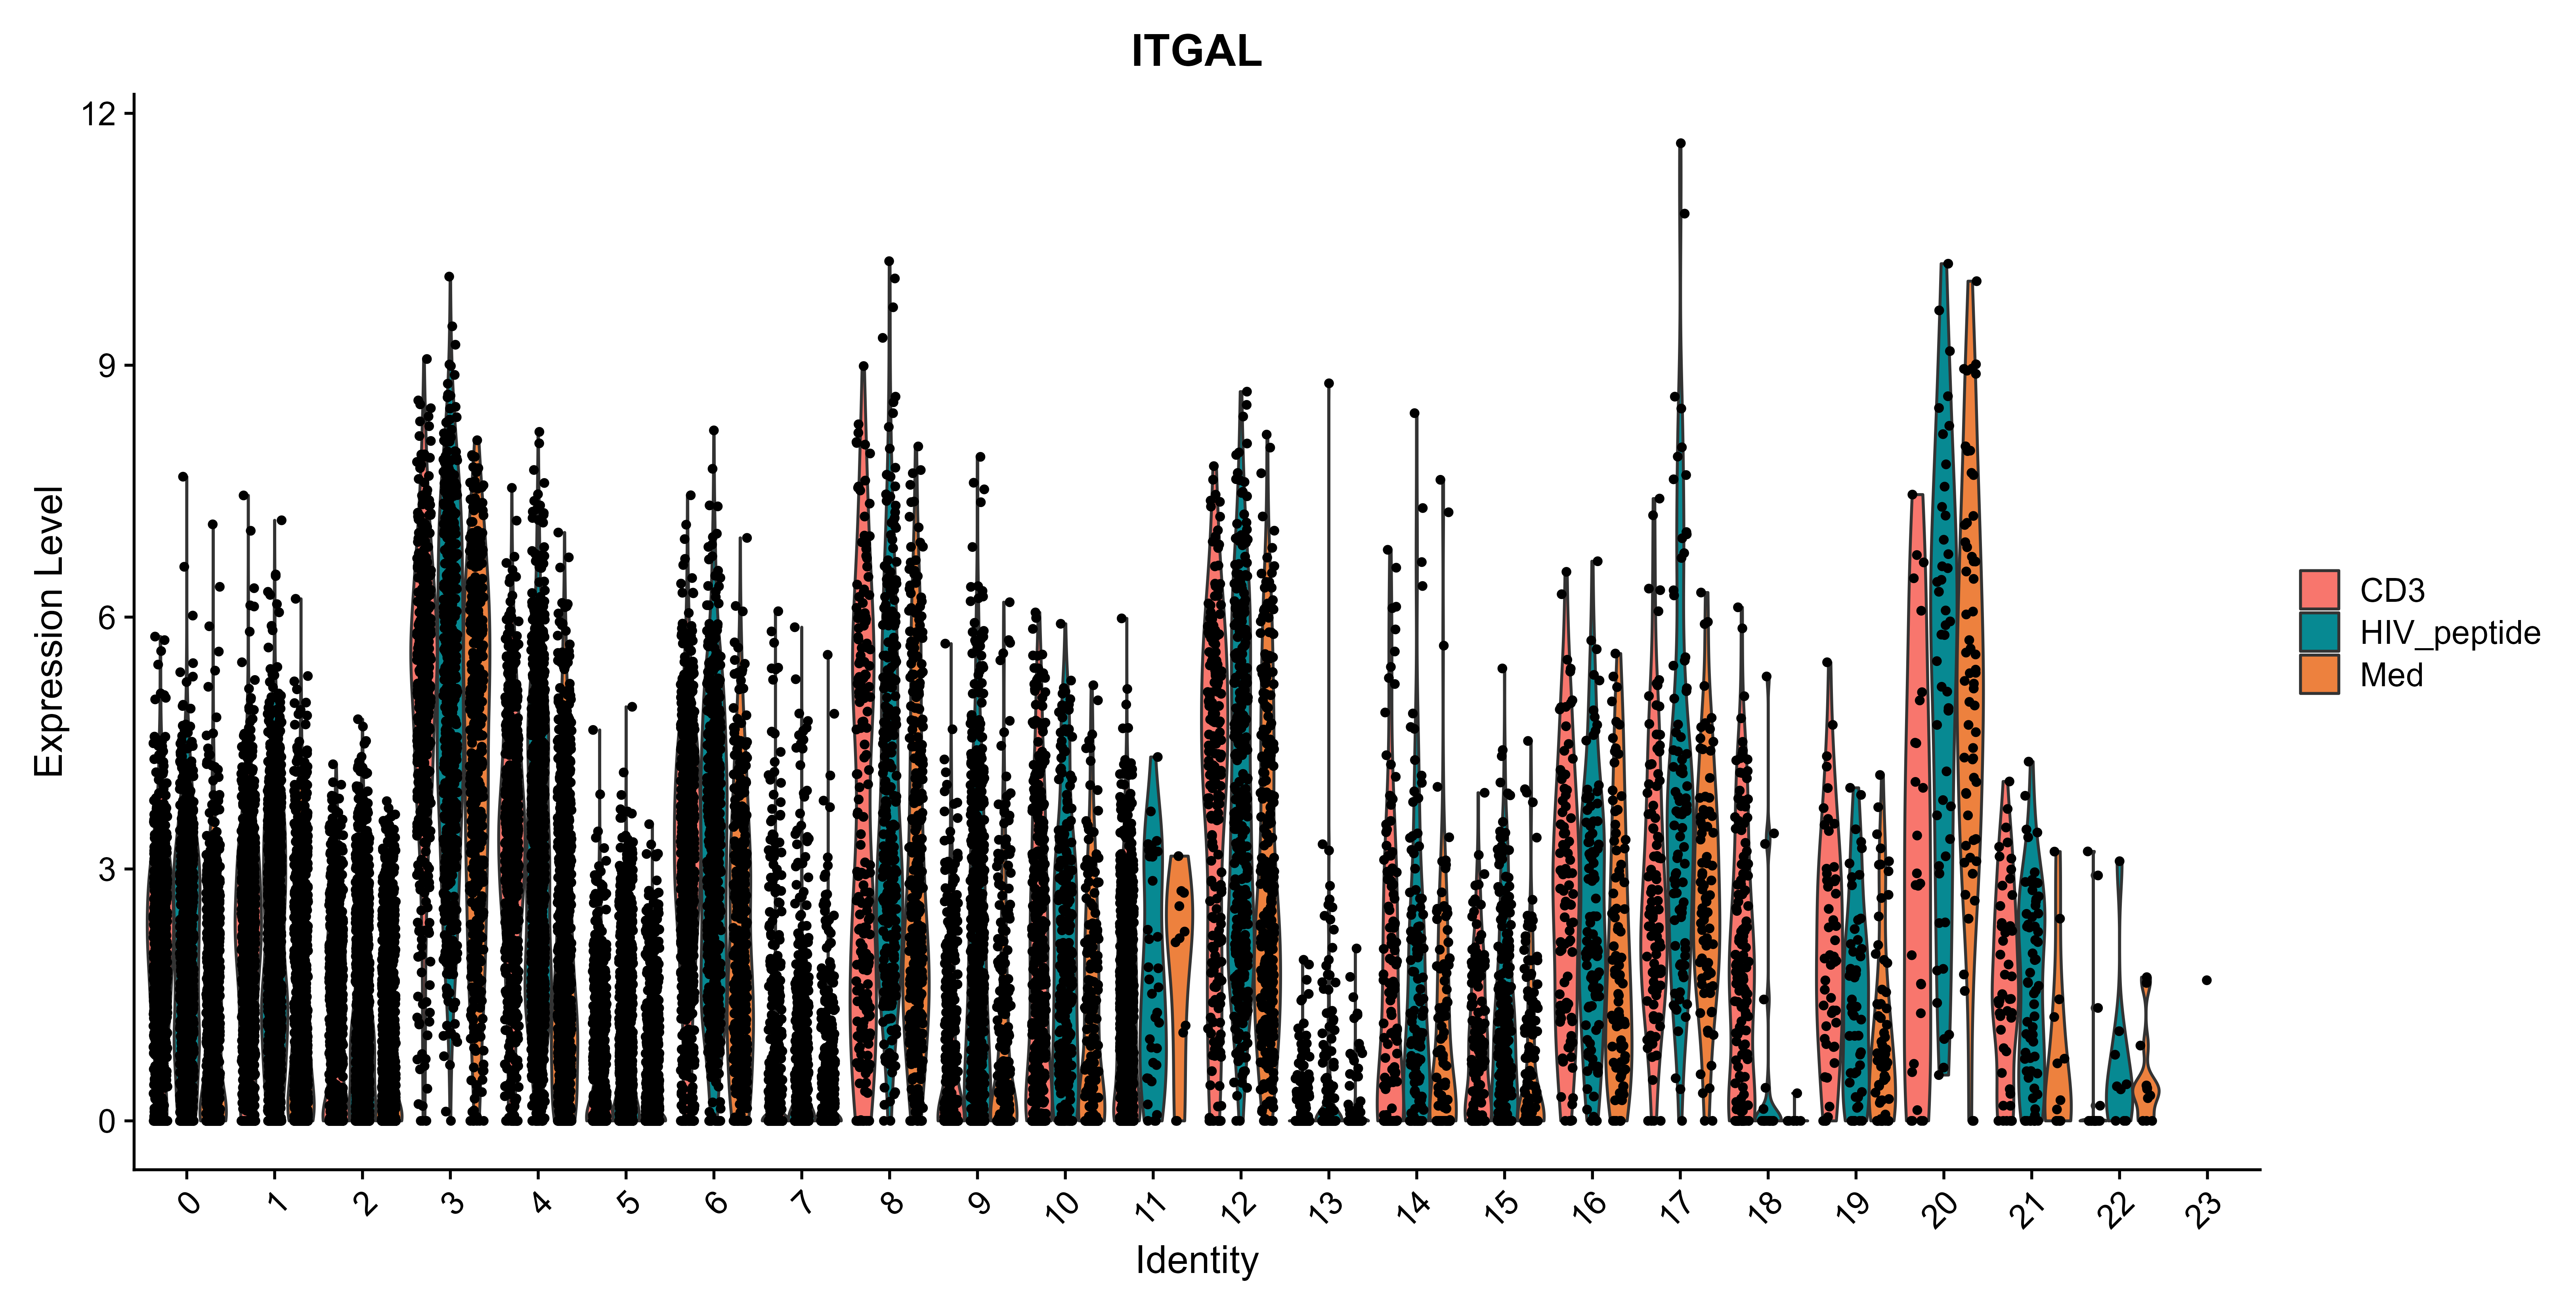 ITGAL
Expression Level
12
9
6
3
0
0 1 2 3 4 5 6 7 8 9 10 11 12 13 14 15 16 17 18 19 20 21 22 23
Identity
CD3
HIV_peptide
Med